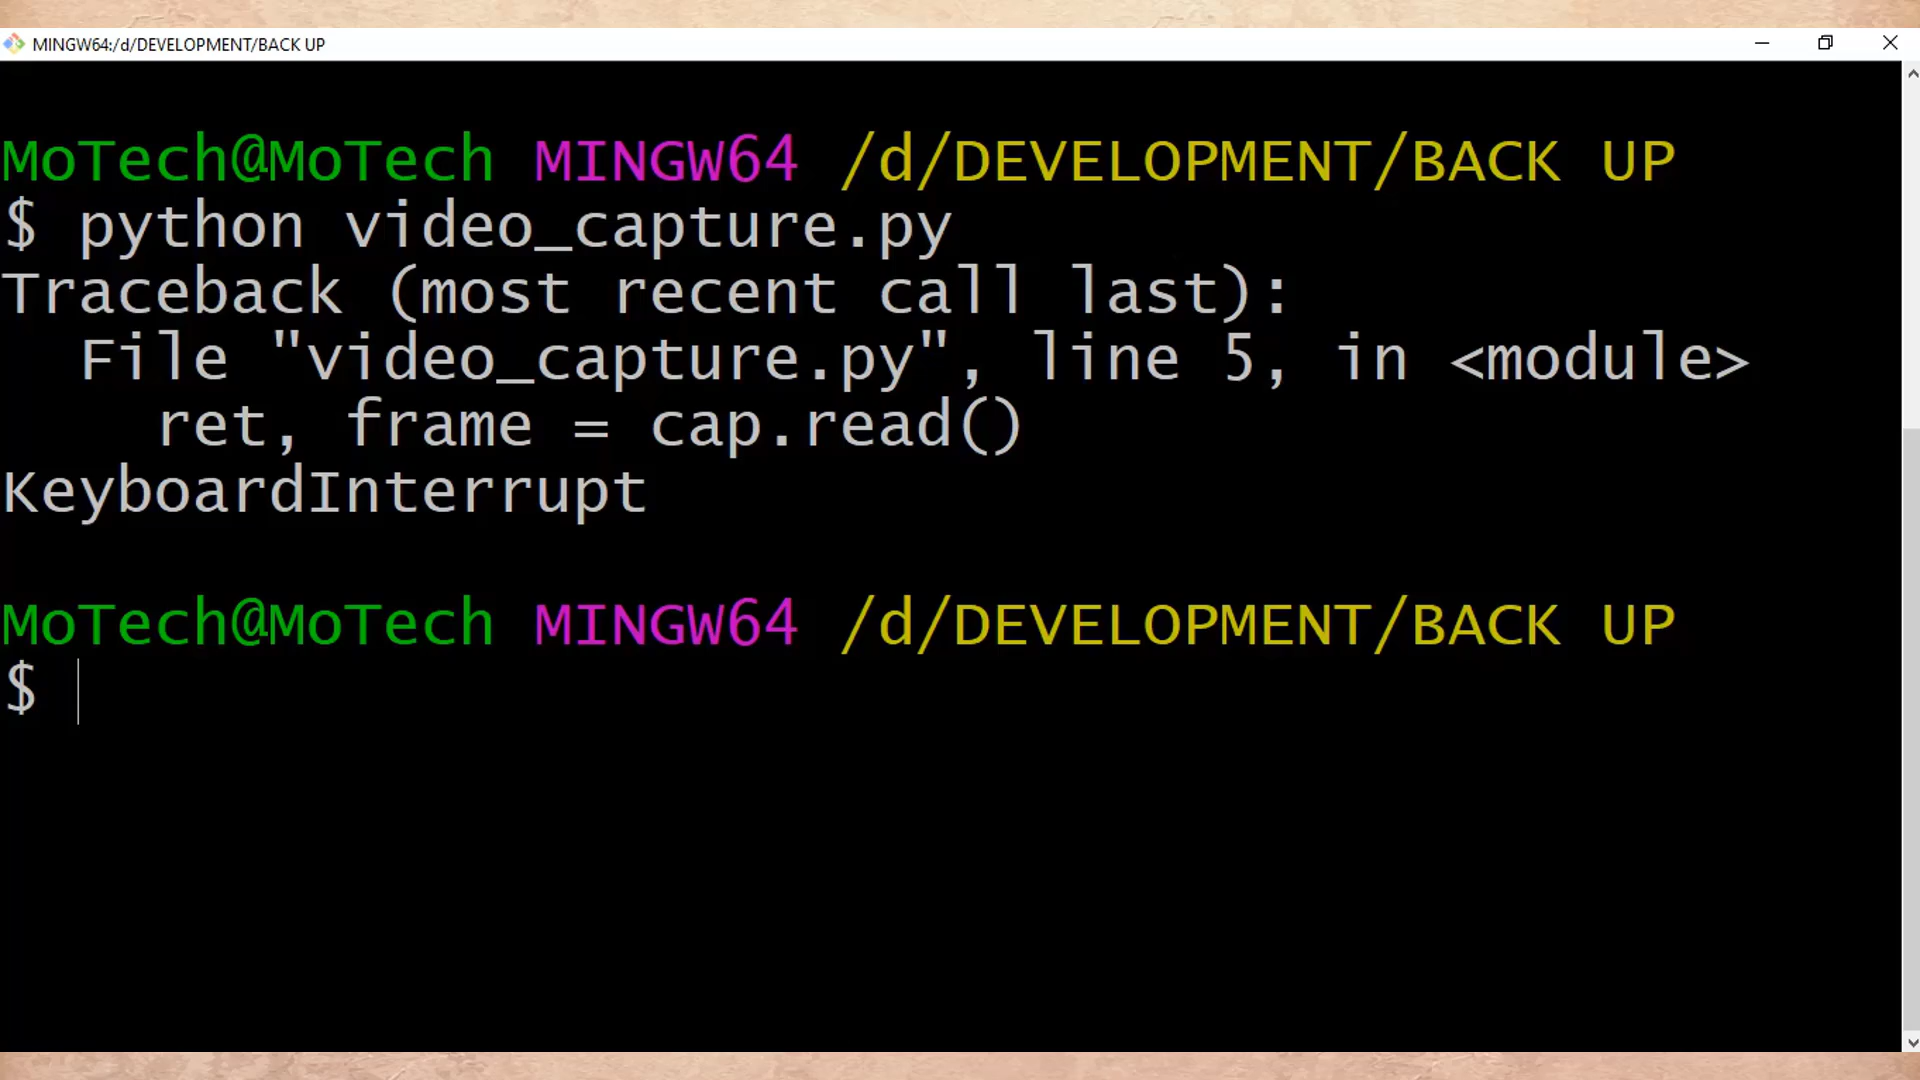 MINGW64:/d/DEVELOPMENT/BACK UP
MoTech@MoTech MINGW64 /d/DEVELOPMENT/BACK UP
$ python video_capture.py
Traceback (most recent call last):
  File "video_capture.py", line 5, in <module>
    ret, frame = cap.read()
KeyboardInterrupt
MoTech@MoTech MINGW64 /d/DEVELOPMENT/BACK UP
$